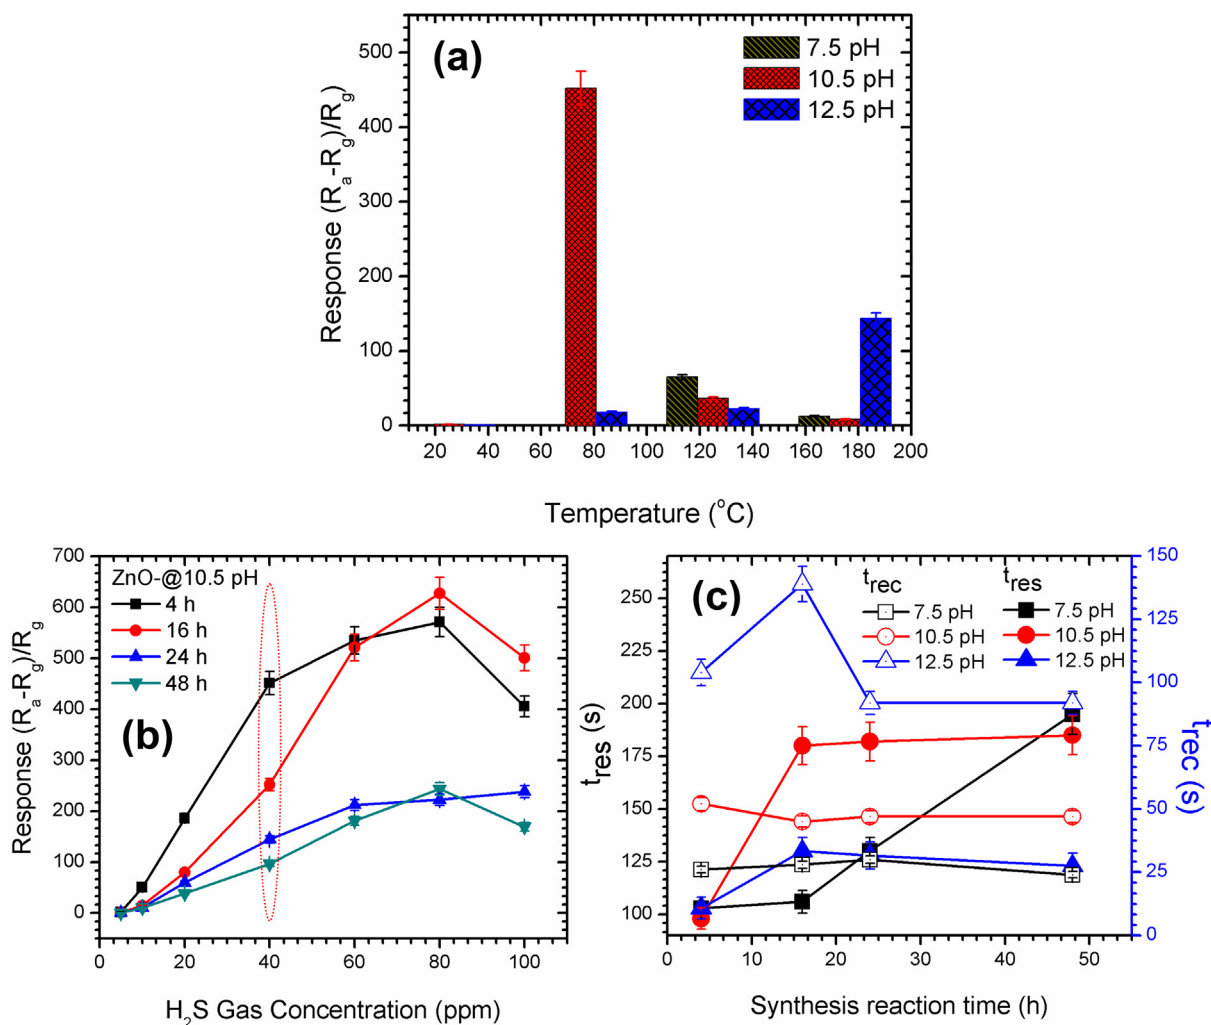 (a)
7.5 pH
10.5 pH
12.5 pH
500
400
300
200
100
0
Response (Ra-Rg)/Rg)
20 40 60 80 100 120 140 160 180 200
Temperature (°C)
700
600
500
400
300
200
100
0
Response (Ra-Rg)/Rg
ZnO-@10.5 pH
4 h
16 h
24 h
48 h
(b)
0 20 40 60 80 100
H2S Gas Concentration (ppm)
(c)
trec tres
7.5 pH 7.5 pH
10.5 pH 10.5 pH
12.5 pH 12.5 pH
250
225
200
175
150
125
100
tres (s)
150
125
100
75
50
25
0
trec (s)
0 10 20 30 40 50
Synthesis reaction time (h)